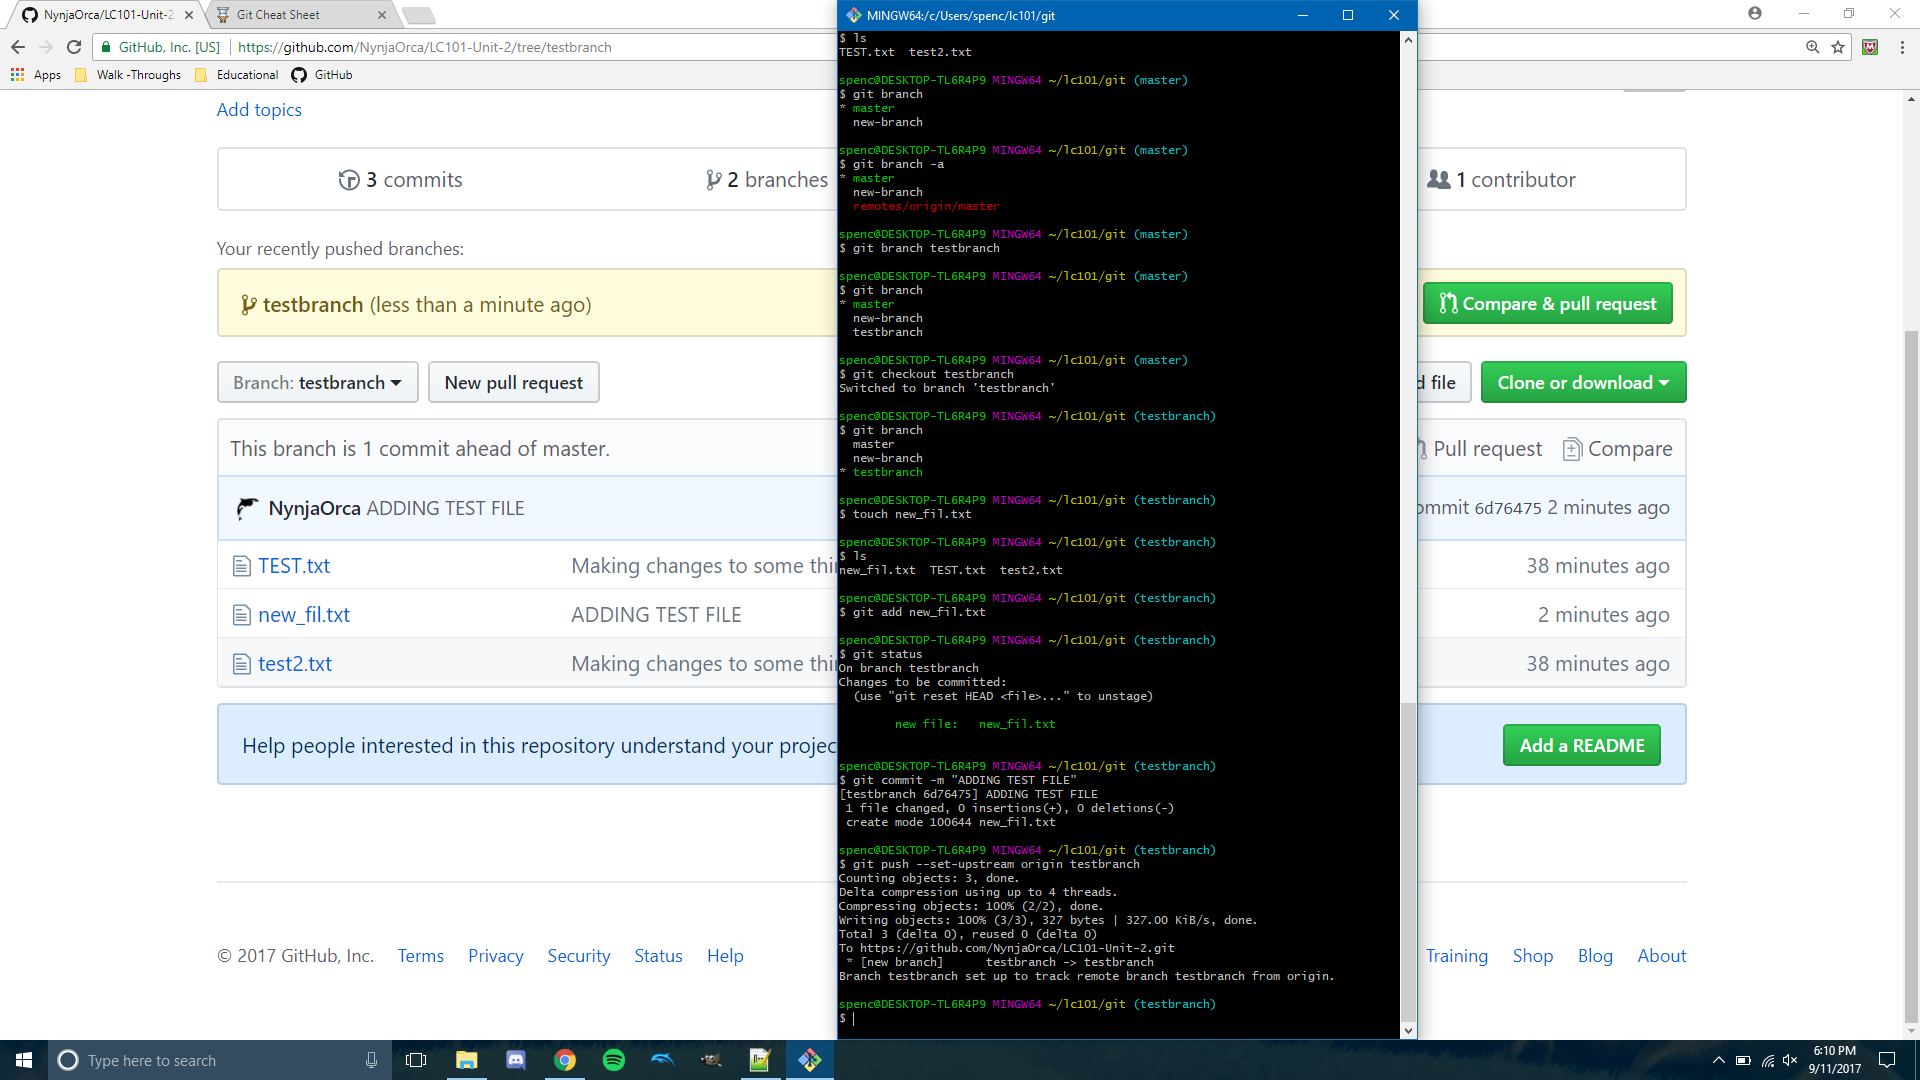 NynjaOrca/LC101-Unit-2
Git Cheat Sheet
GitHub, Inc. [US]
https://github.com/NynjaOrca/LC101-Unit-2/tree/testbranch
Apps
Walk -Throughs
Educational
GitHub
Add topics
3 commits
2 branches
1 contributor
Your recently pushed branches:
testbranch (less than a minute ago)
Compare & pull request
Branch: testbranch
New pull request
d file
Clone or download
This branch is 1 commit ahead of master.
Pull request
Compare
NynjaOrca ADDING TEST FILE
ommit 6d76475 2 minutes ago
TEST.txt
Making changes to some thi
38 minutes ago
new_fil.txt
ADDING TEST FILE
2 minutes ago
test2.txt
Making changes to some thi
38 minutes ago
Help people interested in this repository understand your projec
Add a README
© 2017 GitHub, Inc.
Terms
Privacy
Security
Status
Help
Training
Shop
Blog
About
MINGW64:/c/Users/spenc/lc101/git
$ ls
TEST.txt  test2.txt
spenc@DESKTOP-TL6R4P9 MINGW64 ~/lc101/git (master)
$ git branch
* master
  new-branch
spenc@DESKTOP-TL6R4P9 MINGW64 ~/lc101/git (master)
$ git branch -a
* master
  new-branch
  remotes/origin/master
spenc@DESKTOP-TL6R4P9 MINGW64 ~/lc101/git (master)
$ git branch testbranch
spenc@DESKTOP-TL6R4P9 MINGW64 ~/lc101/git (master)
$ git branch
* master
  new-branch
  testbranch
spenc@DESKTOP-TL6R4P9 MINGW64 ~/lc101/git (master)
$ git checkout testbranch
Switched to branch 'testbranch'
spenc@DESKTOP-TL6R4P9 MINGW64 ~/lc101/git (testbranch)
$ git branch
  master
  new-branch
* testbranch
spenc@DESKTOP-TL6R4P9 MINGW64 ~/lc101/git (testbranch)
$ touch new_fil.txt
spenc@DESKTOP-TL6R4P9 MINGW64 ~/lc101/git (testbranch)
$ ls
new_fil.txt  TEST.txt  test2.txt
spenc@DESKTOP-TL6R4P9 MINGW64 ~/lc101/git (testbranch)
$ git add new_fil.txt
spenc@DESKTOP-TL6R4P9 MINGW64 ~/lc101/git (testbranch)
$ git status
On branch testbranch
Changes to be committed:
  (use "git reset HEAD <file>..." to unstage)
        new file:   new_fil.txt
spenc@DESKTOP-TL6R4P9 MINGW64 ~/lc101/git (testbranch)
$ git commit -m "ADDING TEST FILE"
[testbranch 6d76475] ADDING TEST FILE
 1 file changed, 0 insertions(+), 0 deletions(-)
 create mode 100644 new_fil.txt
spenc@DESKTOP-TL6R4P9 MINGW64 ~/lc101/git (testbranch)
$ git push --set-upstream origin testbranch
Counting objects: 3, done.
Delta compression using up to 4 threads.
Compressing objects: 100% (2/2), done.
Writing objects: 100% (3/3), 327 bytes | 327.00 KiB/s, done.
Total 3 (delta 0), reused 0 (delta 0)
To https://github.com/NynjaOrca/LC101-Unit-2.git
 * [new branch]      testbranch -> testbranch
Branch testbranch set up to track remote branch testbranch from origin.
spenc@DESKTOP-TL6R4P9 MINGW64 ~/lc101/git (testbranch)
$
Type here to search
6:10 PM
9/11/2017